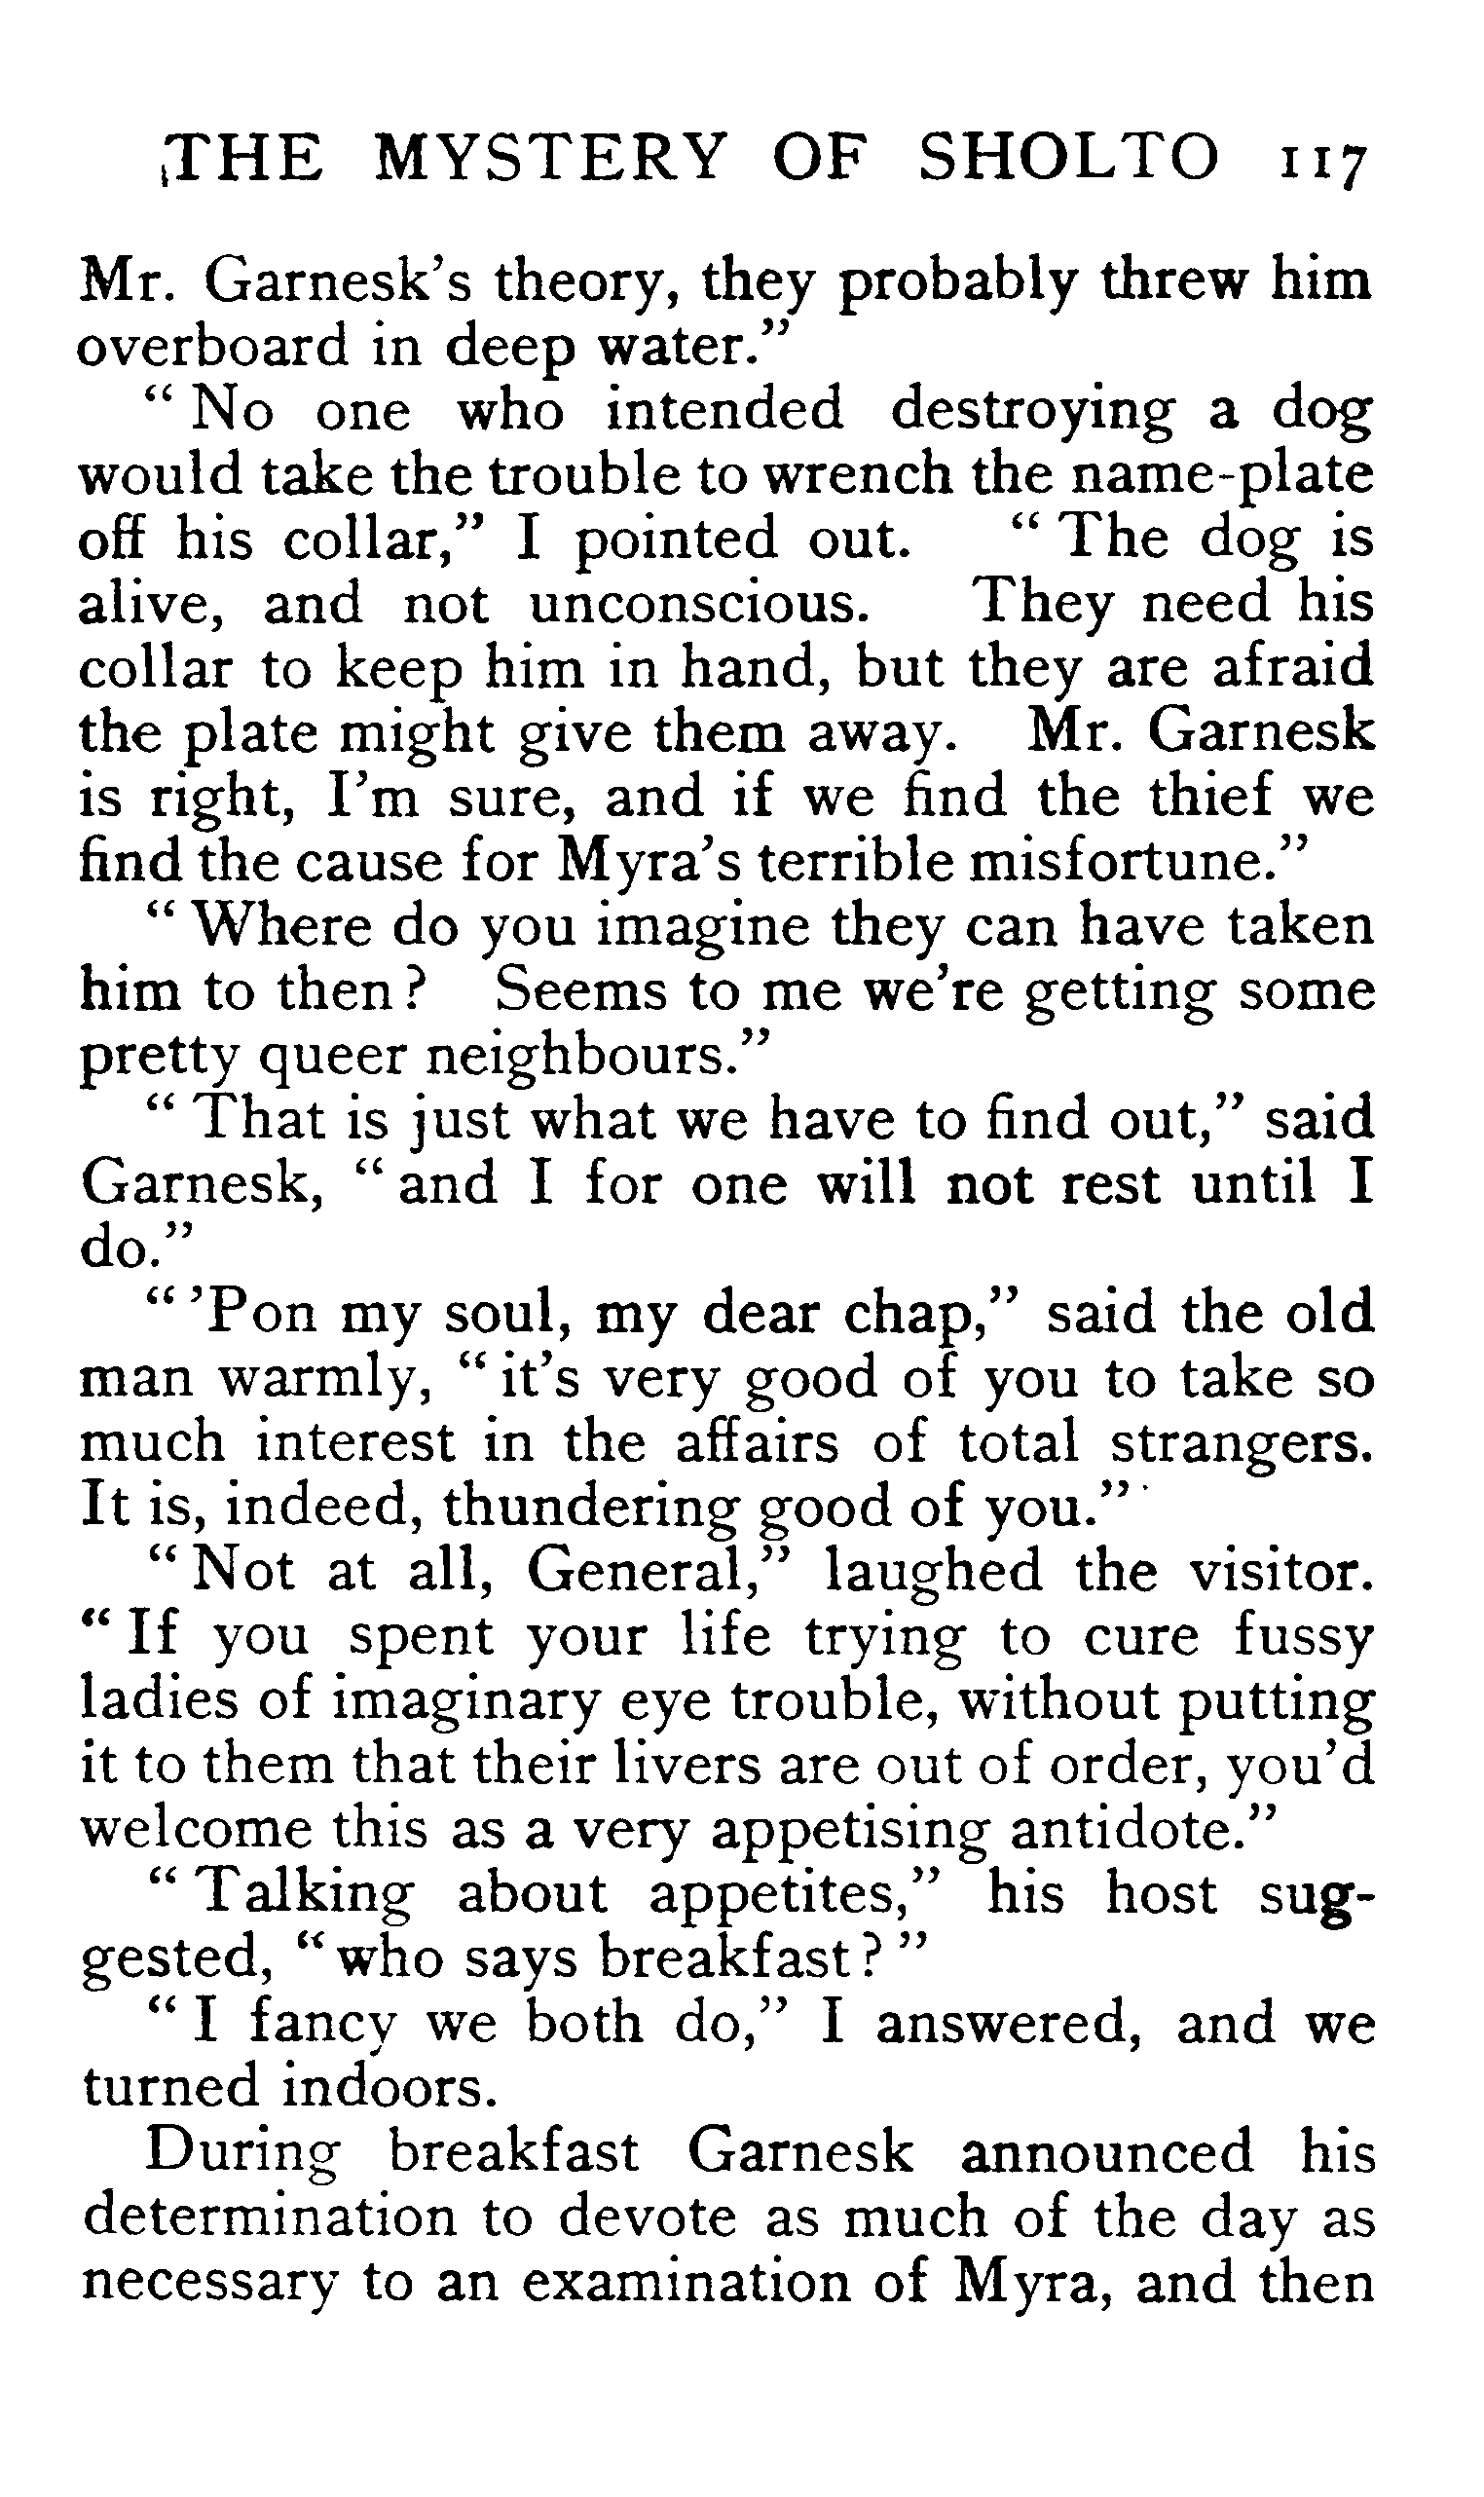 THE MYSTERY OF SHOLTO 117
Mr. Garnesk's theory, they probably threw him
overboard in deep water."
"No one who intended destroying a dog
would take the trouble to wrench the name-plate
off his collar," I pointed out. "The dog is
alive, and not unconscious. They need his
collar to keep him in hand, but they are afraid
the plate might give them away. Mr. Garnesk
is right, I'm sure, and if we find the thief we
find the cause for Myra's terrible misfortune."
"Where do you imagine they can have taken
him to then? Seems to me we're getting some
pretty queer neighbours."
"That is just what we have to find out," said
Garnesk, "and I for one will not rest until I
do."
"'Pon my soul, my dear chap," said the old
man warmly, "it's very good of you to take so
much interest in the affairs of total strangers.
It is, indeed, thundering good of you."
"Not at all, General," laughed the visitor.
"If you spent your life trying to cure fussy
ladies of imaginary eye trouble, without putting
it to them that their livers are out of order, you'd
welcome this as a very appetising antidote."
"Talking about appetites," his host sug-
gested, "who says breakfast?"
"I fancy we both do," I answered, and we
turned indoors.
During breakfast Garnesk announced his
determination to devote as much of the day as
necessary to an examination of Myra, and then